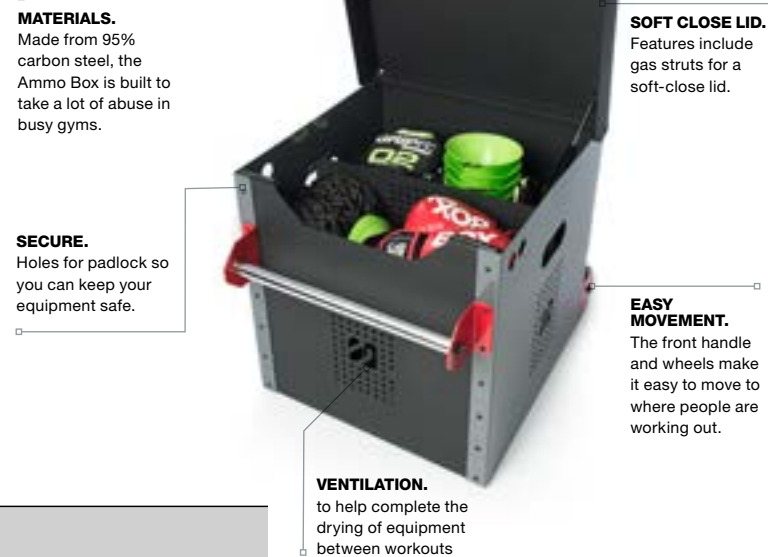 MATERIALS.
Made from 95%
carbon steel, the
Ammo Box is built to
take a lot of abuse in
busy gyms.
SOFT CLOSE LID.
Features include
gas struts for a
soft-close lid.
02
SECURE.
Holes for padlock so
you can keep your
equipment safe.
EASY
MOVEMENT.
The front handle
and wheels make
it easy to move to
where people are
working out.
VENTILATION.
to help complete the
drying of equipment
between workouts